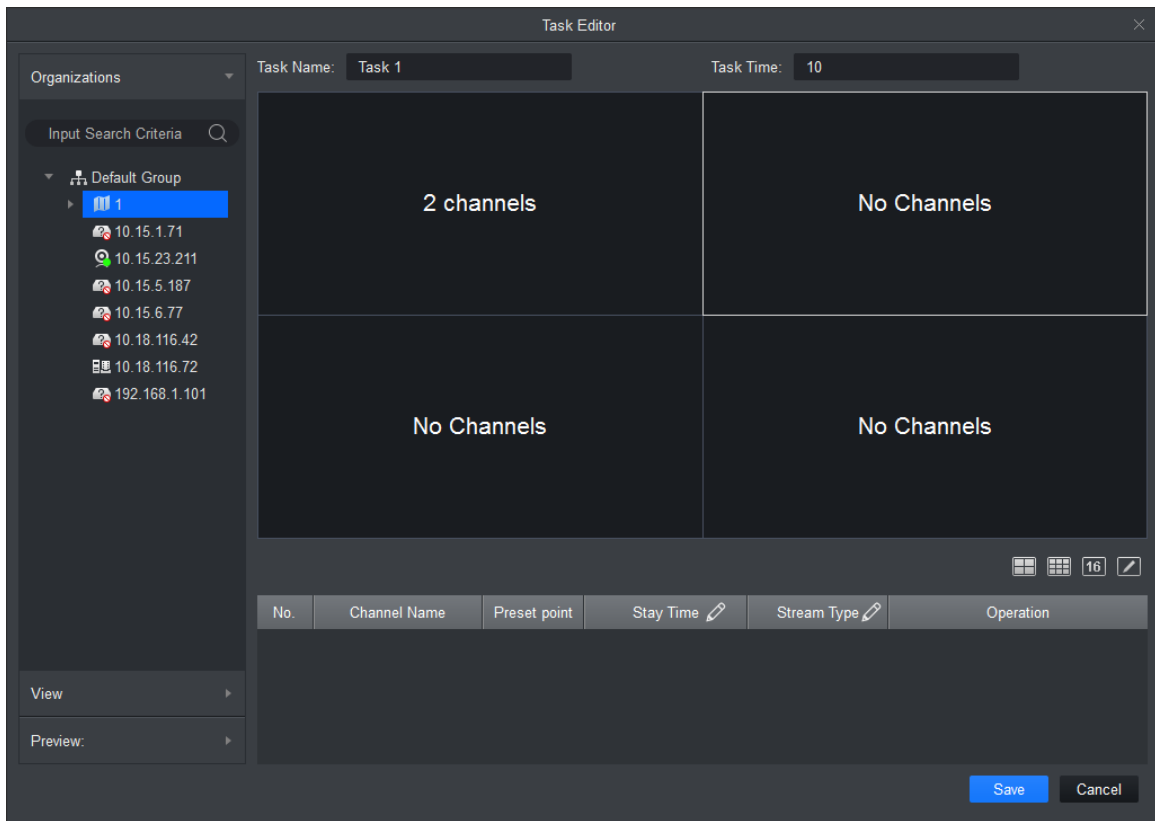 Task Editor
Organizations
Task Name: Task 1
Task Time: 10
Input Search Criteria
Default Group
1
10.15.1.71
10.15.23.211
10.15.5.187
10.15.6.77
10.18.116.42
10.18.116.72
192.168.1.101
2 channels
No Channels
No Channels
No Channels
16
No. Channel Name Preset point Stay Time Stream Type Operation
View
Preview:
Save Cancel